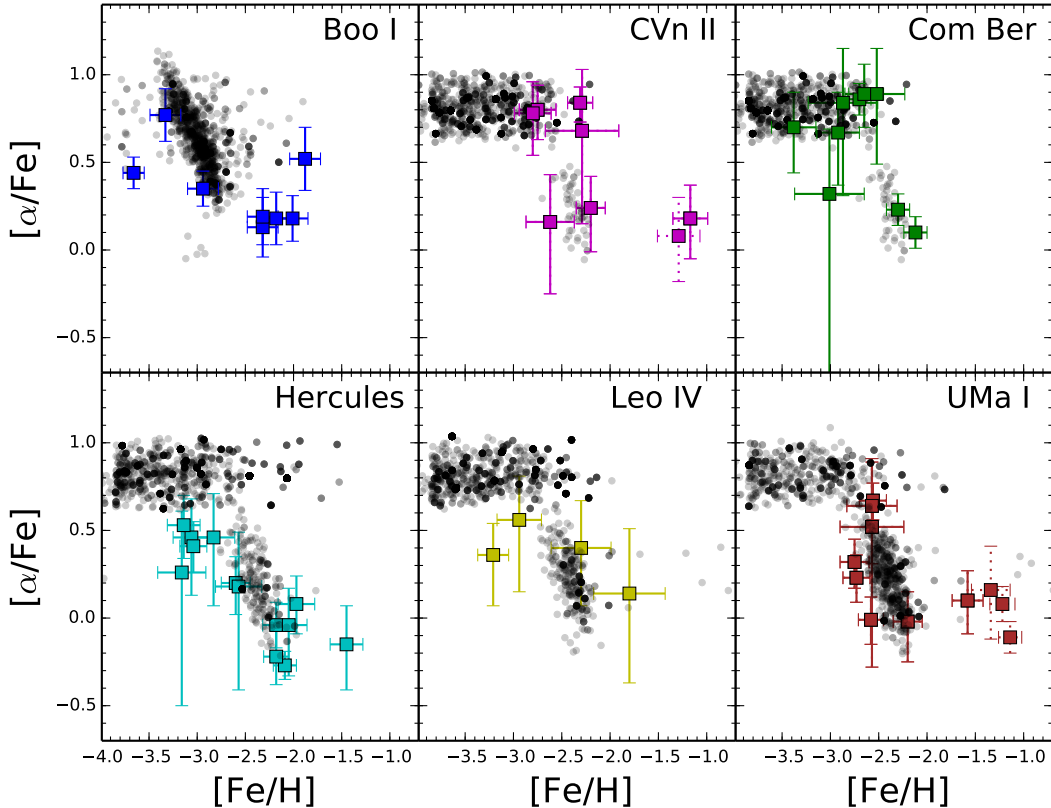 Boo I
CVn II
Com Ber
[α/Fe]
1.0
0.5
0.0
−0.5
Hercules
Leo IV
UMa I
[α/Fe]
1.0
0.5
0.0
−0.5
−4.0 −3.5 −3.0 −2.5 −2.0 −1.5 −1.0
−3.5 −3.0 −2.5 −2.0 −1.5 −1.0
−3.5 −3.0 −2.5 −2.0 −1.5 −1.0
[Fe/H]
[Fe/H]
[Fe/H]